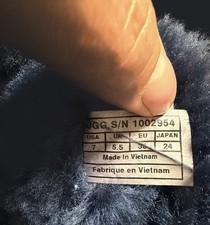 UGG S/N 1002954
USA UK EU JAPAN
7 5.5 38 24
Made In Vietnam
Fabrique en Vietnam